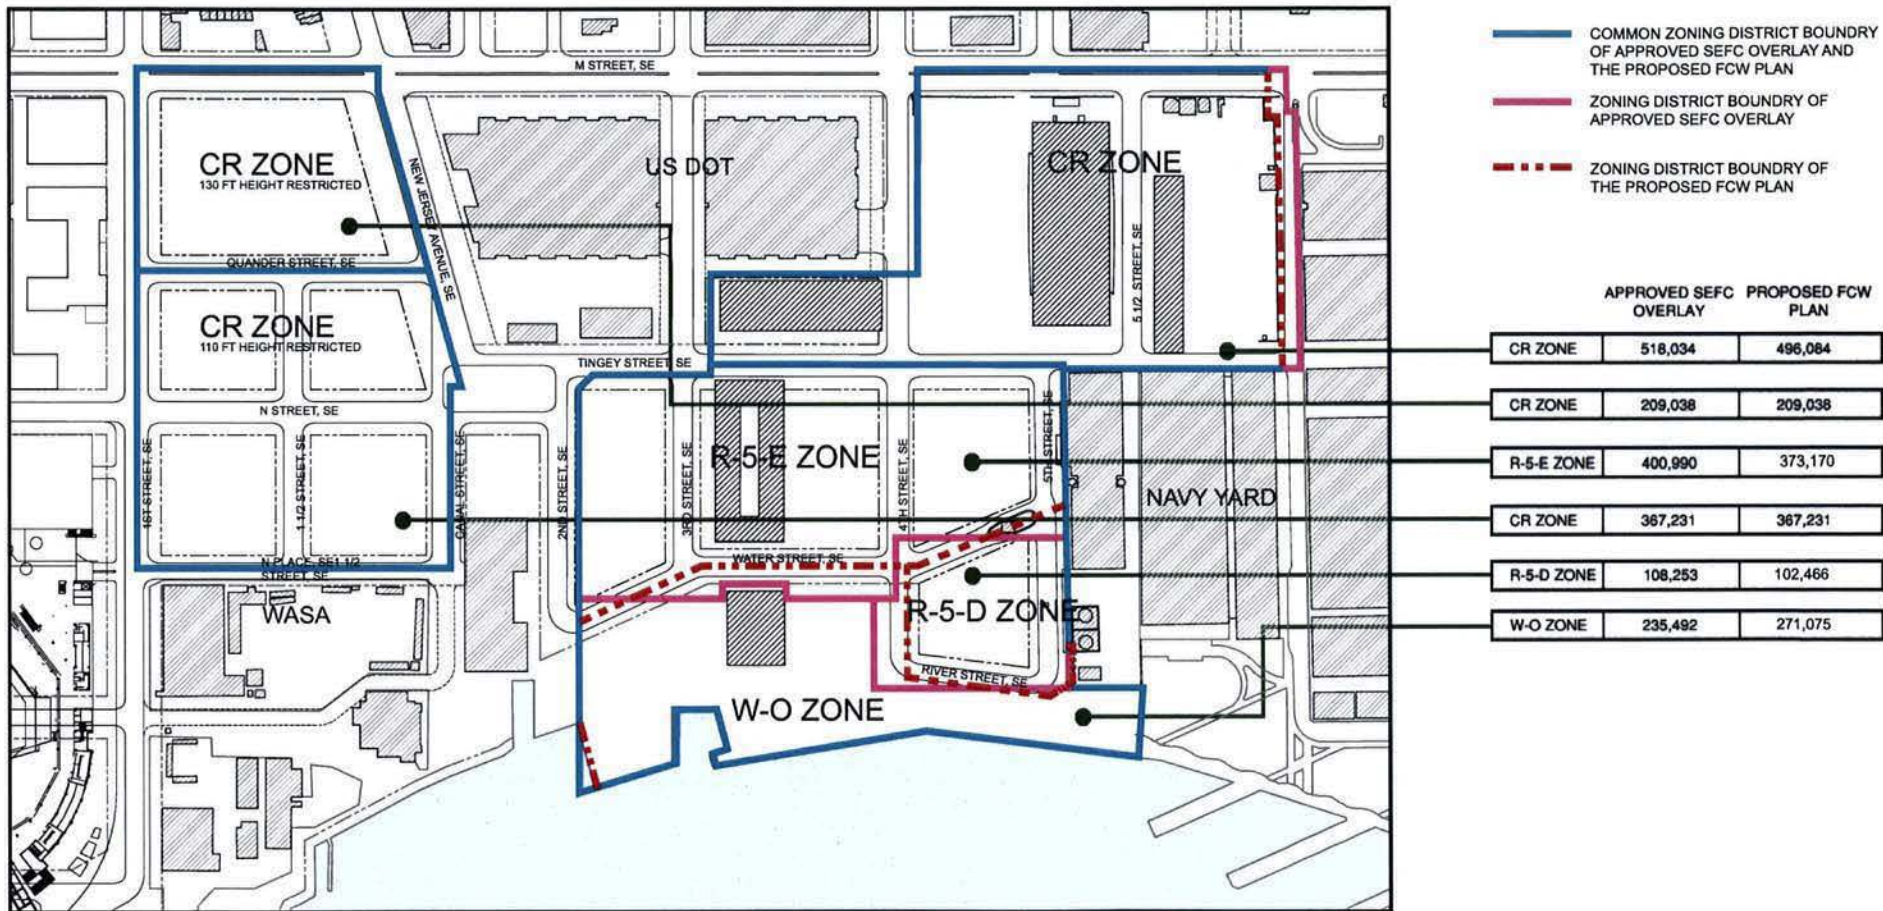 M STREET, SE
CR ZONE
130 FT HEIGHT RESTRICTED
NEW JERSEY AVENUE, SE
US DOT
CR ZONE
5 1/2 STREET, SE
QUANDER STREET, SE
CR ZONE
110 FT HEIGHT RESTRICTED
TINGEY STREET, SE
N STREET, SE
1ST STREET, SE
1 1/2 STREET, SE
CANAL STREET, SE
2ND STREET, SE
3RD STREET, SE
R-5-E ZONE
4TH STREET, SE
5TH STREET, SE
NAVY YARD
WATER STREET, SE
N PLACE, SE1 1/2
STREET, SE
WASA
R-5-D ZONE
RIVER STREET, SE
W-O ZONE
COMMON ZONING DISTRICT BOUNDRY
OF APPROVED SEFC OVERLAY AND
THE PROPOSED FCW PLAN
ZONING DISTRICT BOUNDRY OF
APPROVED SEFC OVERLAY
ZONING DISTRICT BOUNDRY OF
THE PROPOSED FCW PLAN
APPROVED SEFC PROPOSED FCW
OVERLAY PLAN
CR ZONE 518,034 496,084
CR ZONE 209,038 209,038
R-5-E ZONE 400,990 373,170
CR ZONE 367,231 367,231
R-5-D ZONE 108,253 102,466
W-O ZONE 235,492 271,075